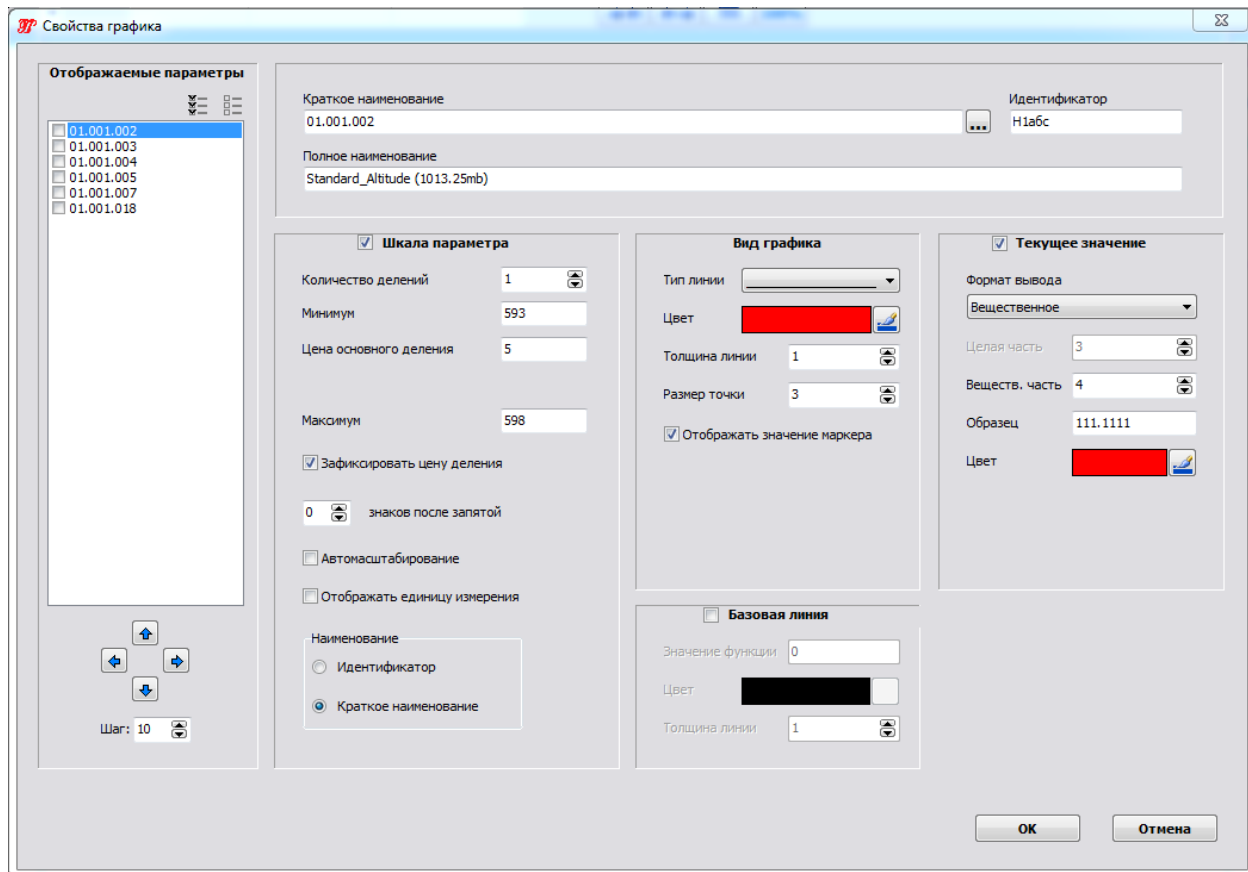 Свойства графика
Отображаемые параметры
01.001.002
01.001.003
01.001.004
01.001.005
01.001.007
01.001.018
Шаг: 10
Краткое наименование
Идентификатор
01.001.002
...
Н1абс
Полное наименование
Standard_Altitude (1013.25mb)
Шкала параметра
Количество делений 1
Минимум 593
Цена основного деления 5
Максимум 598
Зафиксировать цену деления
0 знаков после запятой
Автомасштабирование
Отображать единицу измерения
Наименование
Идентификатор
Краткое наименование
Вид графика
Тип линии
Цвет
Толщина линии 1
Размер точки 3
Отображать значение маркера
Базовая линия
Значение функции 0
Цвет
Толщина линии 1
Текущее значение
Формат вывода
Вещественное
Целая часть 3
Веществ. часть 4
Образец 111.1111
Цвет
ОК
Отмена